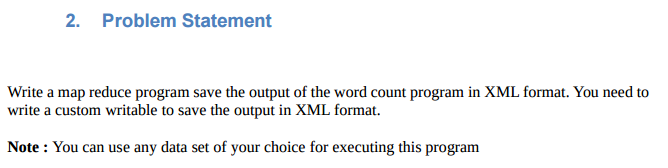 2. Problem Statement
Write a map reduce program save the output of the word count program in XML format. You need to
write a custom writable to save the output in XML format.
Note : You can use any data set of your choice for executing this program